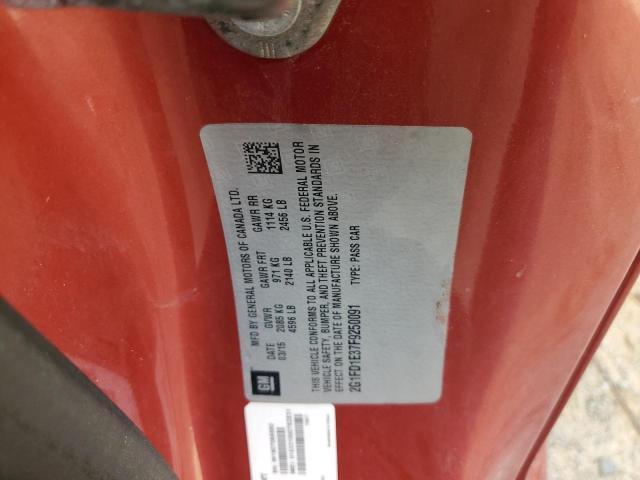 MFD BY GENERAL MOTORS OF CANADA LTD.
DATE GVWR GAWR FRT GAWR RR
03/15 2085 KG 971 KG 1114 KG
4596 LB 2140 LB 2456 LB
THIS VEHICLE CONFORMS TO ALL APPLICABLE U.S. FEDERAL MOTOR
VEHICLE SAFETY, BUMPER, AND THEFT PREVENTION STANDARDS IN
EFFECT ON THE DATE OF MANUFACTURE SHOWN ABOVE.
2G1FD1E37F9250091 TYPE: PASS CAR
GM